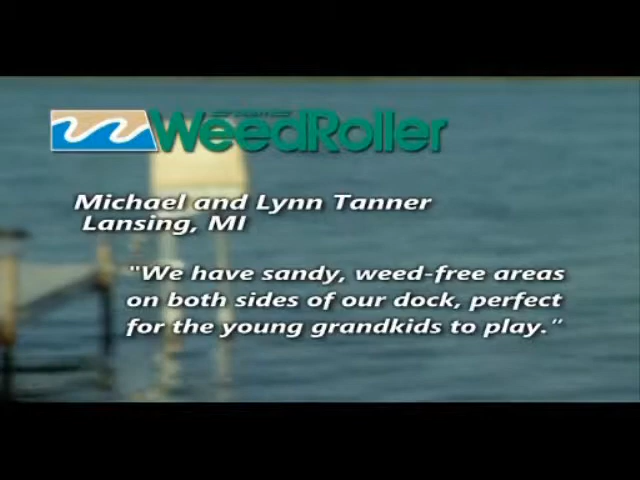 WeedRoller
Michael and Lynn Tanner
Lansing, MI
"We have sandy, weed-free areas
on both sides of our dock, perfect
for the young grandkids to play."